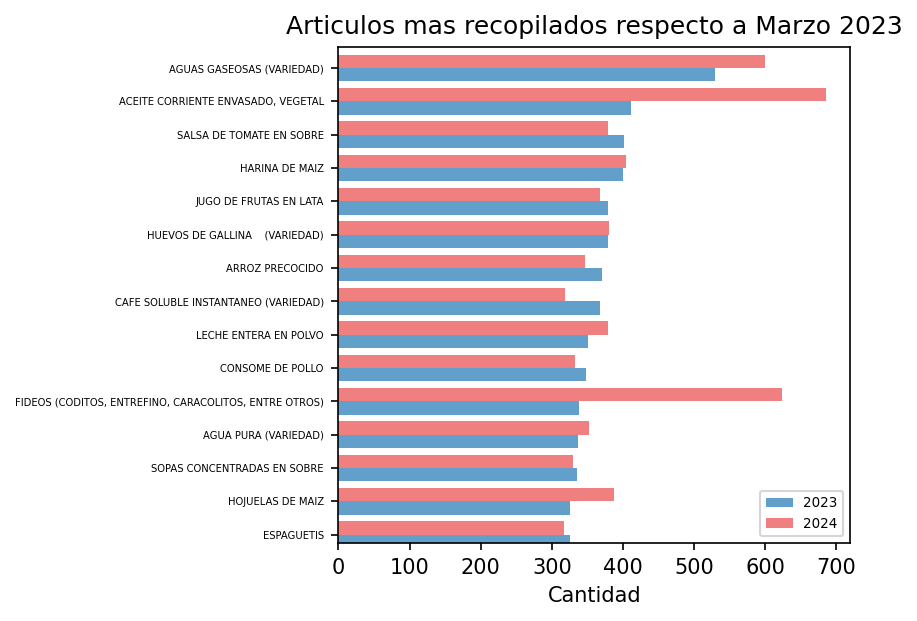 Articulos mas recopilados respecto a Marzo 2023
AGUAS GASEOSAS (VARIEDAD)
ACEITE CORRIENTE ENVASADO, VEGETAL
SALSA DE TOMATE EN SOBRE
HARINA DE MAIZ
JUGO DE FRUTAS EN LATA
HUEVOS DE GALLINA    (VARIEDAD)
ARROZ PRECOCIDO
CAFE SOLUBLE INSTANTANEO (VARIEDAD)
LECHE ENTERA EN POLVO
CONSOME DE POLLO
FIDEOS (CODITOS, ENTREFINO, CARACOLITOS, ENTRE OTROS)
AGUA PURA (VARIEDAD)
SOPAS CONCENTRADAS EN SOBRE
HOJUELAS DE MAIZ
ESPAGUETIS
2023
2024
0 100 200 300 400 500 600 700
Cantidad